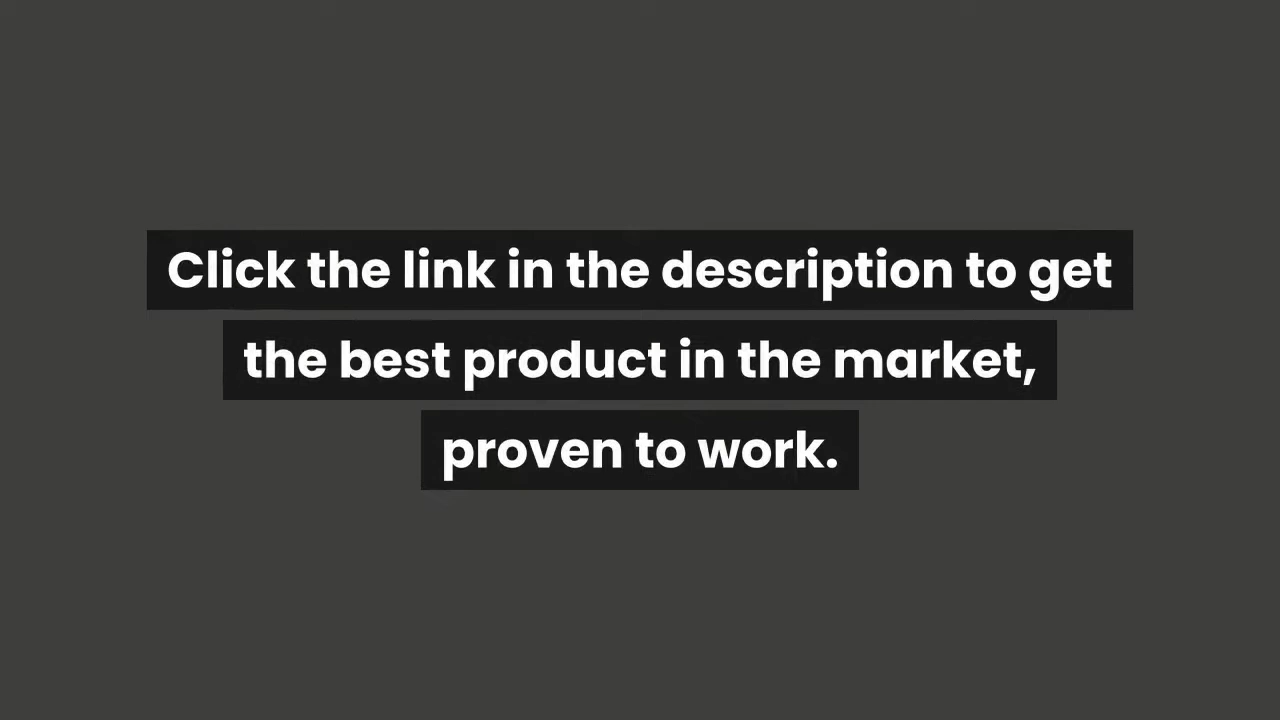 Click the link in the description to get
the best product in the market,
proven to work.